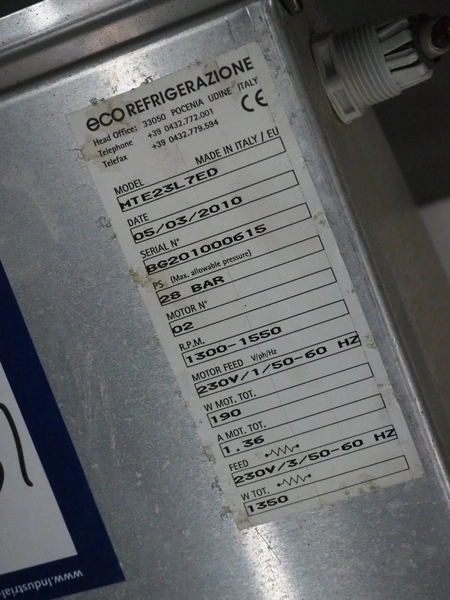 eco REFRIGERAZIONE
Head Office: 33050 POCENIA UDINE ITALY
Telephone +39 0432.772.001
Telefax +39 0432.779.594
CE
MADE IN ITALY / EU
MODEL
MTE23L7ED
DATE
05/03/2010
SERIAL N°
BG201000615
PS (Max. allowable pressure)
28 BAR
MOTOR N°
02
R.P.M.
1300-1550
MOTOR FEED V/ph/Hz
230V/1/50-60 HZ
W MOT. TOT.
190
A MOT. TOT.
1.36
FEED
230V/3/50-60 HZ
W TOT.
1350
www.industrial